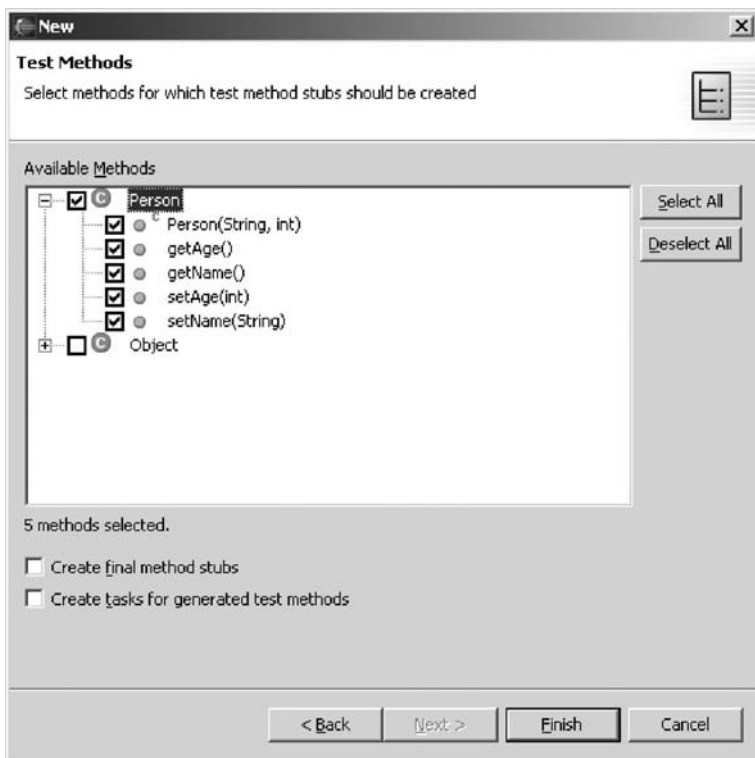 New
Test Methods
Select methods for which test method stubs should be created
Available Methods
Person
Select All
C Person(String, int)
getAge()
Deselect All
getName()
setAge(int)
setName(String)
C Object
5 methods selected.
Create final method stubs
Create tasks for generated test methods
< Back Next > Finish Cancel